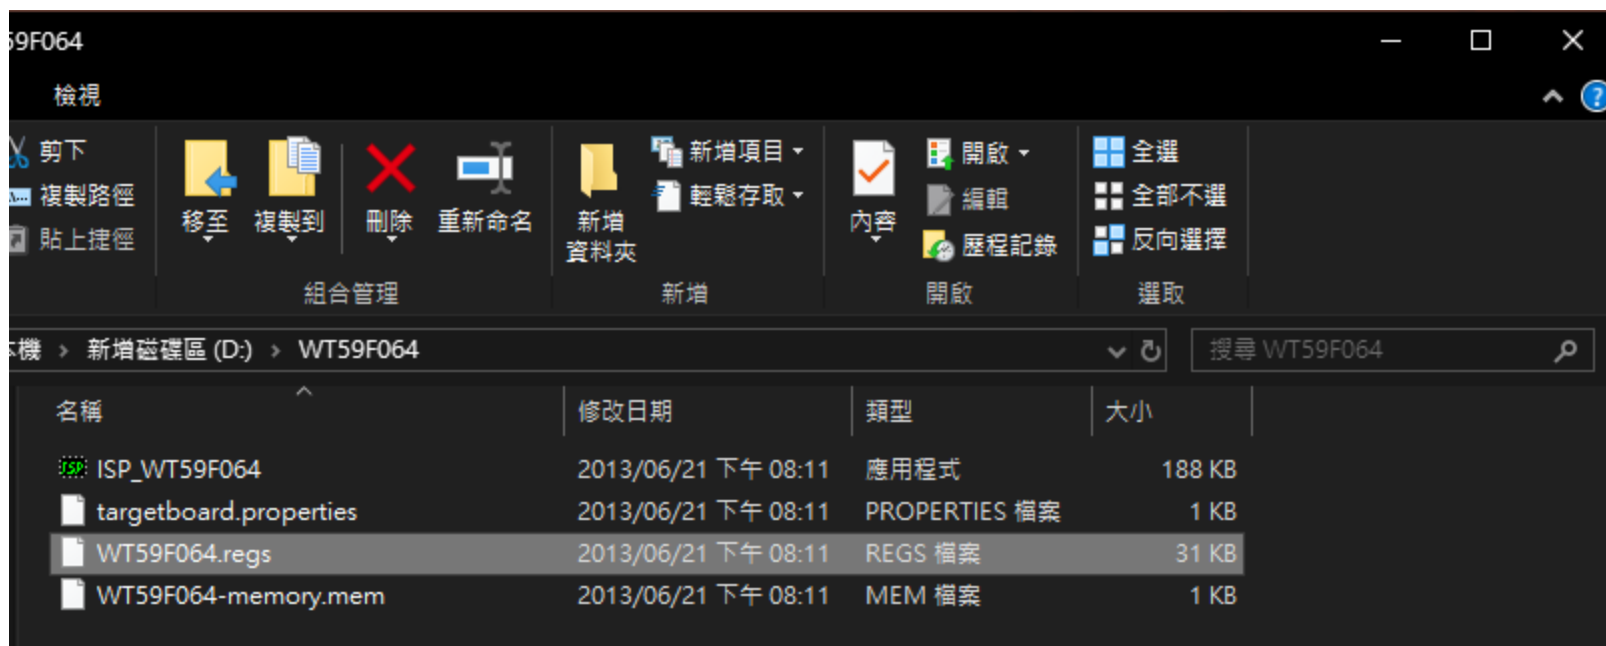 59F064
檢視
剪下
複製路徑
貼上捷徑
移至
複製到
刪除
重新命名
組合管理
新增
資料夾
新增項目
輕鬆存取
新增
內容
開啟
編輯
歷程記錄
開啟
全選
全部不選
反向選擇
選取
本機 > 新增磁碟區 (D:) > WT59F064
搜尋 WT59F064
名稱 修改日期 類型 大小
ISP_WT59F064 2013/06/21 下午 08:11 應用程式 188 KB
targetboard.properties 2013/06/21 下午 08:11 PROPERTIES 檔案 1 KB
WT59F064.regs 2013/06/21 下午 08:11 REGS 檔案 31 KB
WT59F064-memory.mem 2013/06/21 下午 08:11 MEM 檔案 1 KB